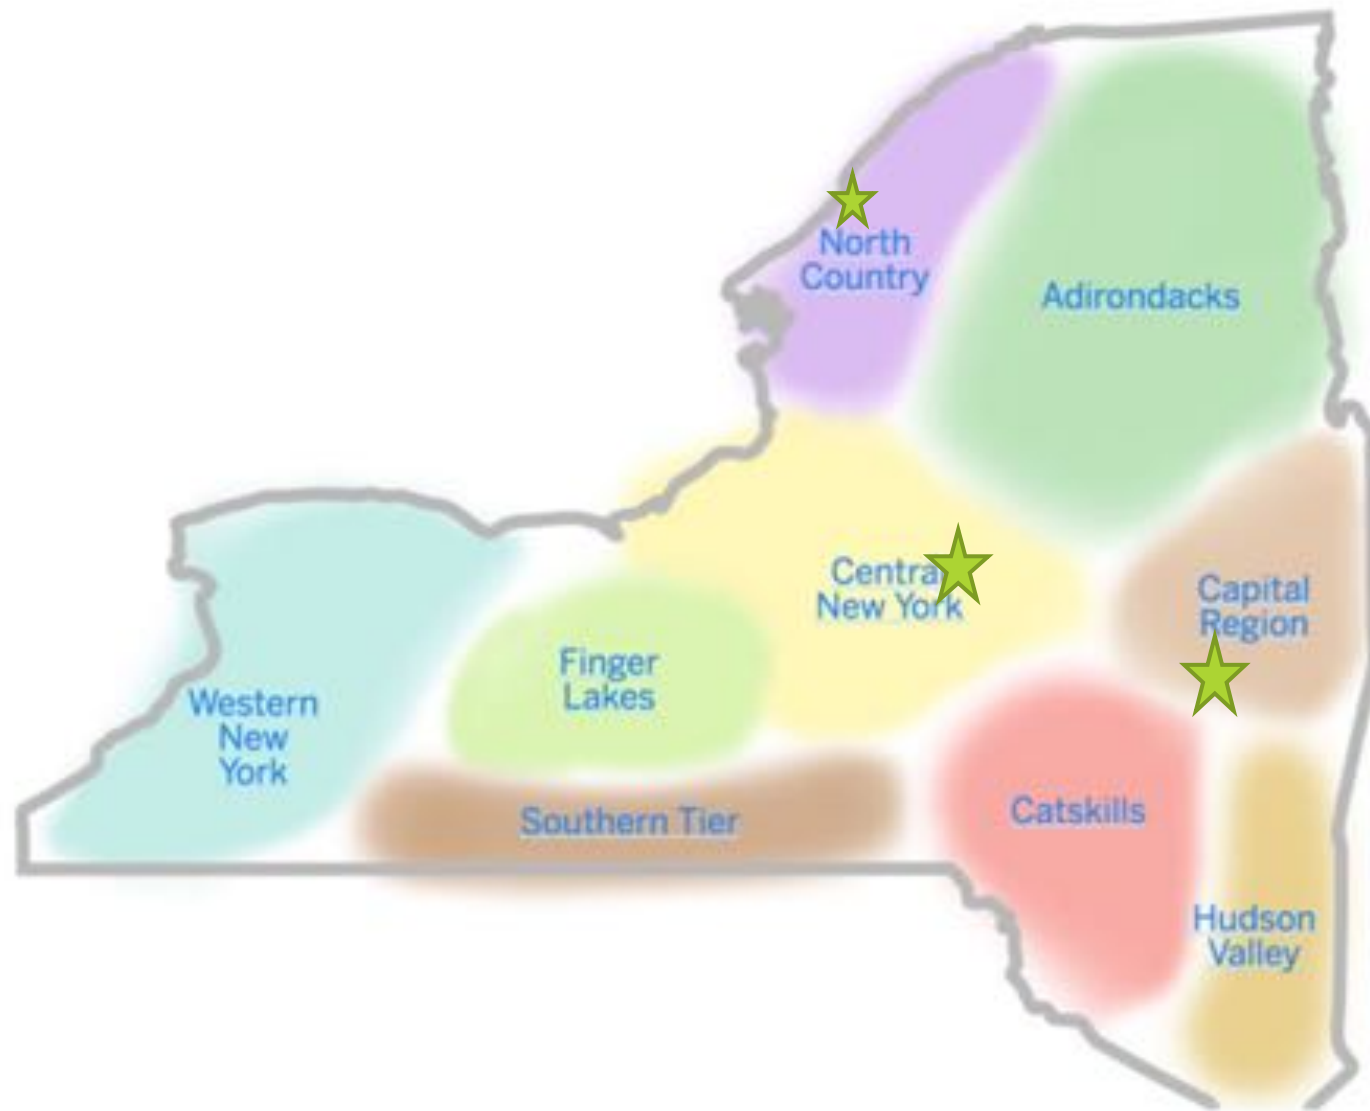 North
Country
Adirondacks
Central
New York
Capital
Region
Finger
Lakes
Western
New
York
Southern Tier
Catskills
Hudson
Valley